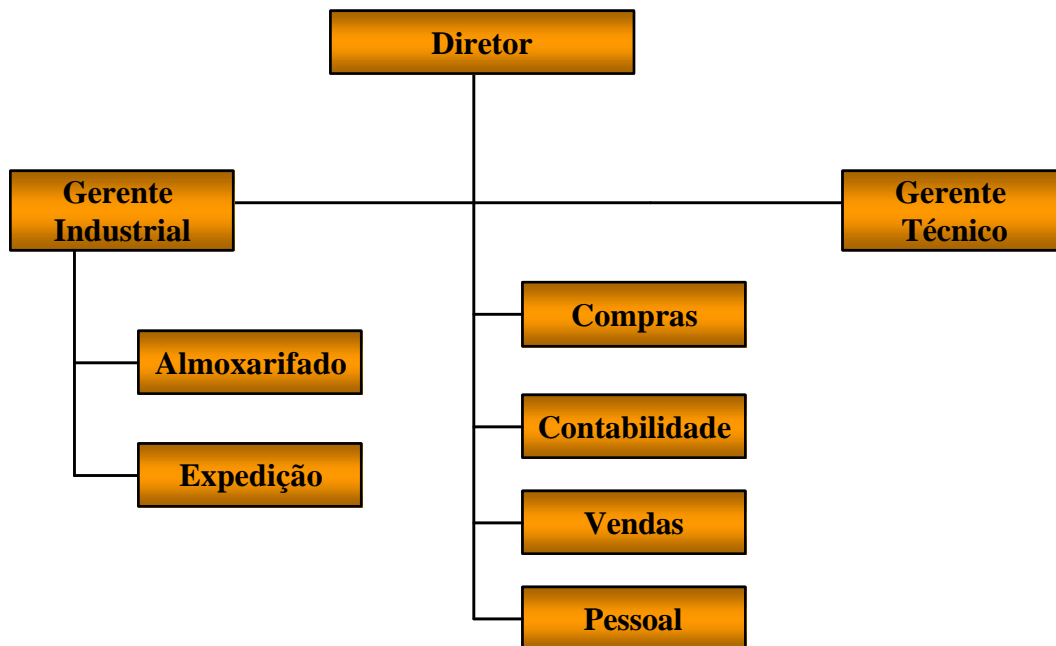 Diretor
Gerente
Industrial
Gerente
Técnico
Compras
Almoxarifado
Contabilidade
Expedição
Vendas
Pessoal